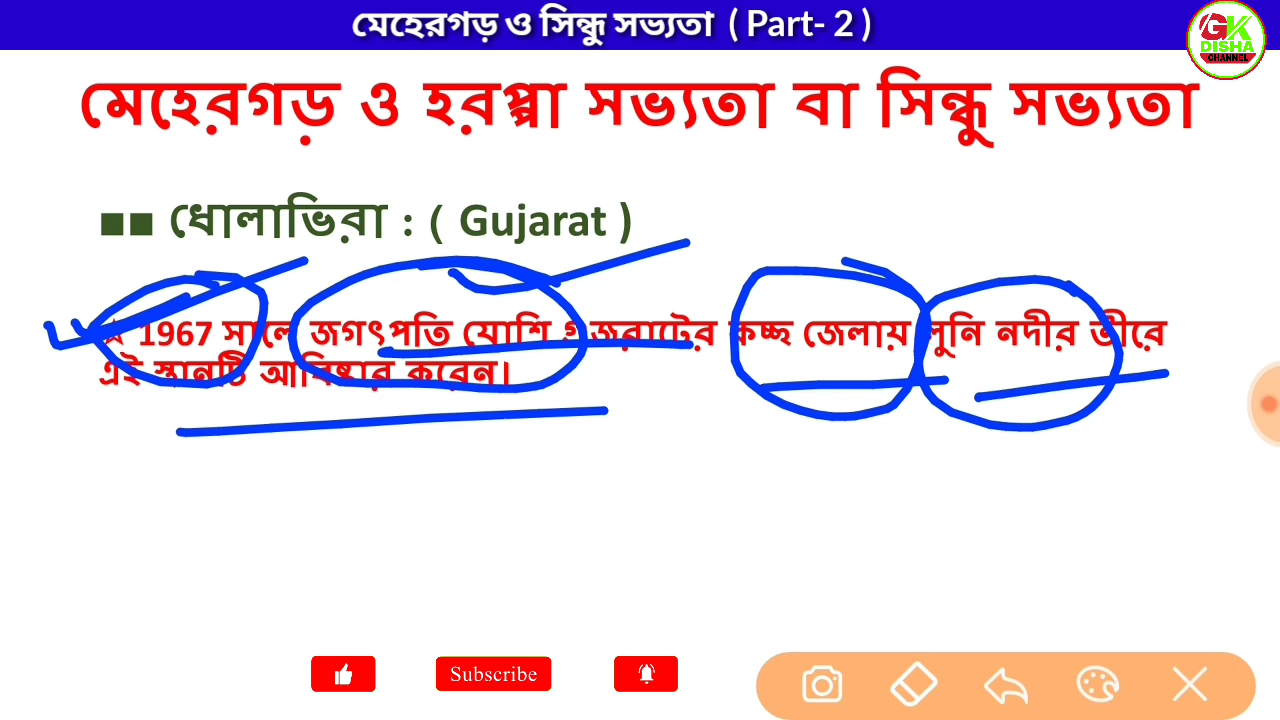 মেহেরগড় ও সিন্ধু সভ্যতা ( Part- 2 )
GK
DISHA
CHANNEL
মেহেরগড় ও হরপ্পা সভ্যতা বা সিন্ধু সভ্যতা
■■ ধোলাভিরা : ( Gujarat )
☆ 1967 সালে জগৎপতি যোশি গুজরাটের কচ্ছ জেলায় লুনি নদীর তীরে
এই স্থানটি আবিষ্কার করেন।
Subscribe